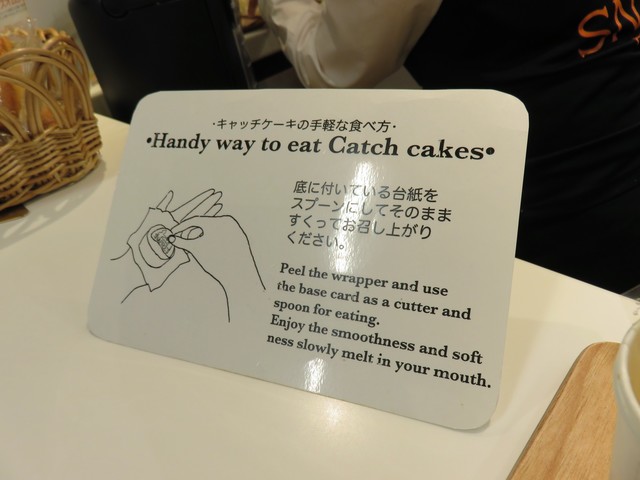 ・キャッチケーキの手軽な食べ方・
•Handy way to eat Catch cakes•
底に付いている台紙を
スプーンにしてそのまま
すくってお召し上がり
ください。
Peel the wrapper and use
the base card as a cutter and
spoon for eating.
Enjoy the smoothness and soft
ness slowly melt in your mouth.